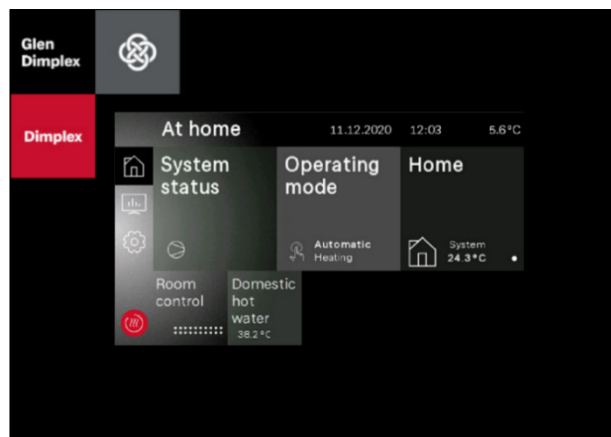 Glen
Dimplex
Dimplex
At home 11.12.2020 12:03 5.6°C
System
status
Operating
mode
Automatic
Heating
Home
System
24.3°C
Room
control
Domestic
hot
water
38.2°C